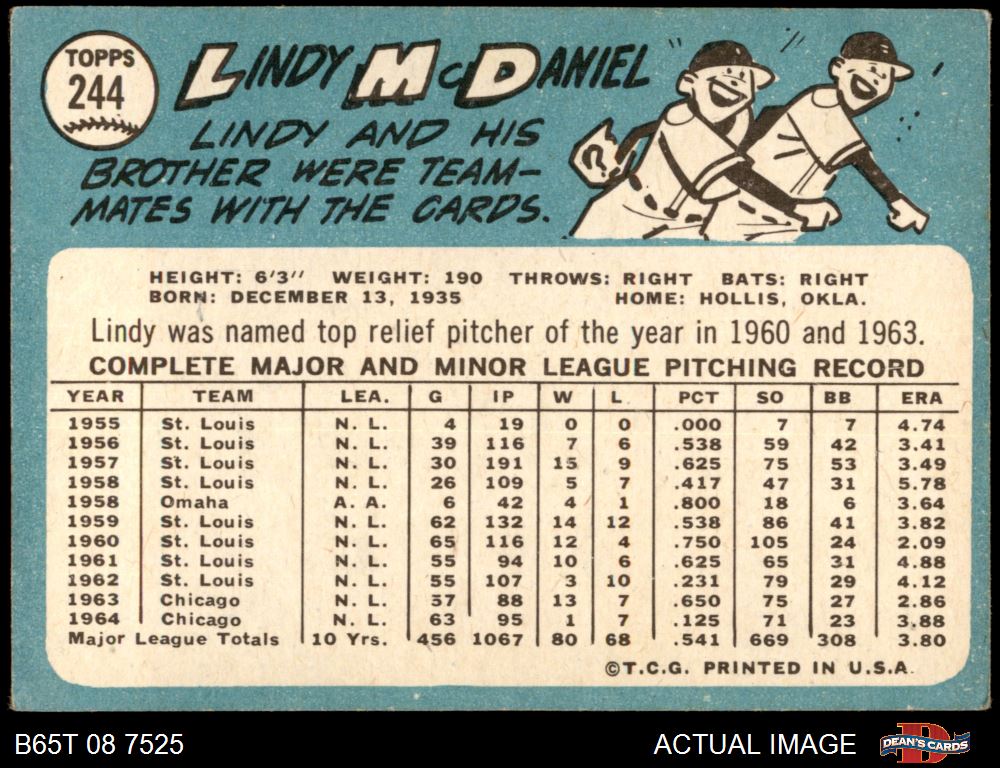 TOPPS
244
LINDY McDANIEL
LINDY AND HIS
BROTHER WERE TEAM-
MATES WITH THE CARDS.
?
HEIGHT: 6'3" WEIGHT: 190 THROWS: RIGHT BATS: RIGHT
BORN: DECEMBER 13, 1935 HOME: HOLLIS, OKLA.
Lindy was named top relief pitcher of the year in 1960 and 1963.
COMPLETE MAJOR AND MINOR LEAGUE PITCHING RECORD
YEAR TEAM LEA. G IP W L PCT SO BB ERA
1955 St. Louis N. L. 4 19 0 0 .000 7 7 4.74
1956 St. Louis N. L. 39 116 7 6 .538 59 42 3.41
1957 St. Louis N. L. 30 191 15 9 .625 75 53 3.49
1958 St. Louis N. L. 26 109 5 7 .417 47 31 5.78
1958 Omaha A. A. 6 42 4 1 .800 18 6 3.64
1959 St. Louis N. L. 62 132 14 12 .538 86 41 3.82
1960 St. Louis N. L. 65 116 12 4 .750 105 24 2.09
1961 St. Louis N. L. 55 94 10 6 .625 65 31 4.88
1962 St. Louis N. L. 55 107 3 10 .231 79 29 4.12
1963 Chicago N. L. 57 88 13 7 .650 75 27 2.86
1964 Chicago N. L. 63 95 1 7 .125 71 23 3.88
Major League Totals 10 Yrs. 456 1067 80 68 .541 669 308 3.80
©T.C.G. PRINTED IN U.S.A.
B65T 08 7525 ACTUAL IMAGE DEAN'S CARDS